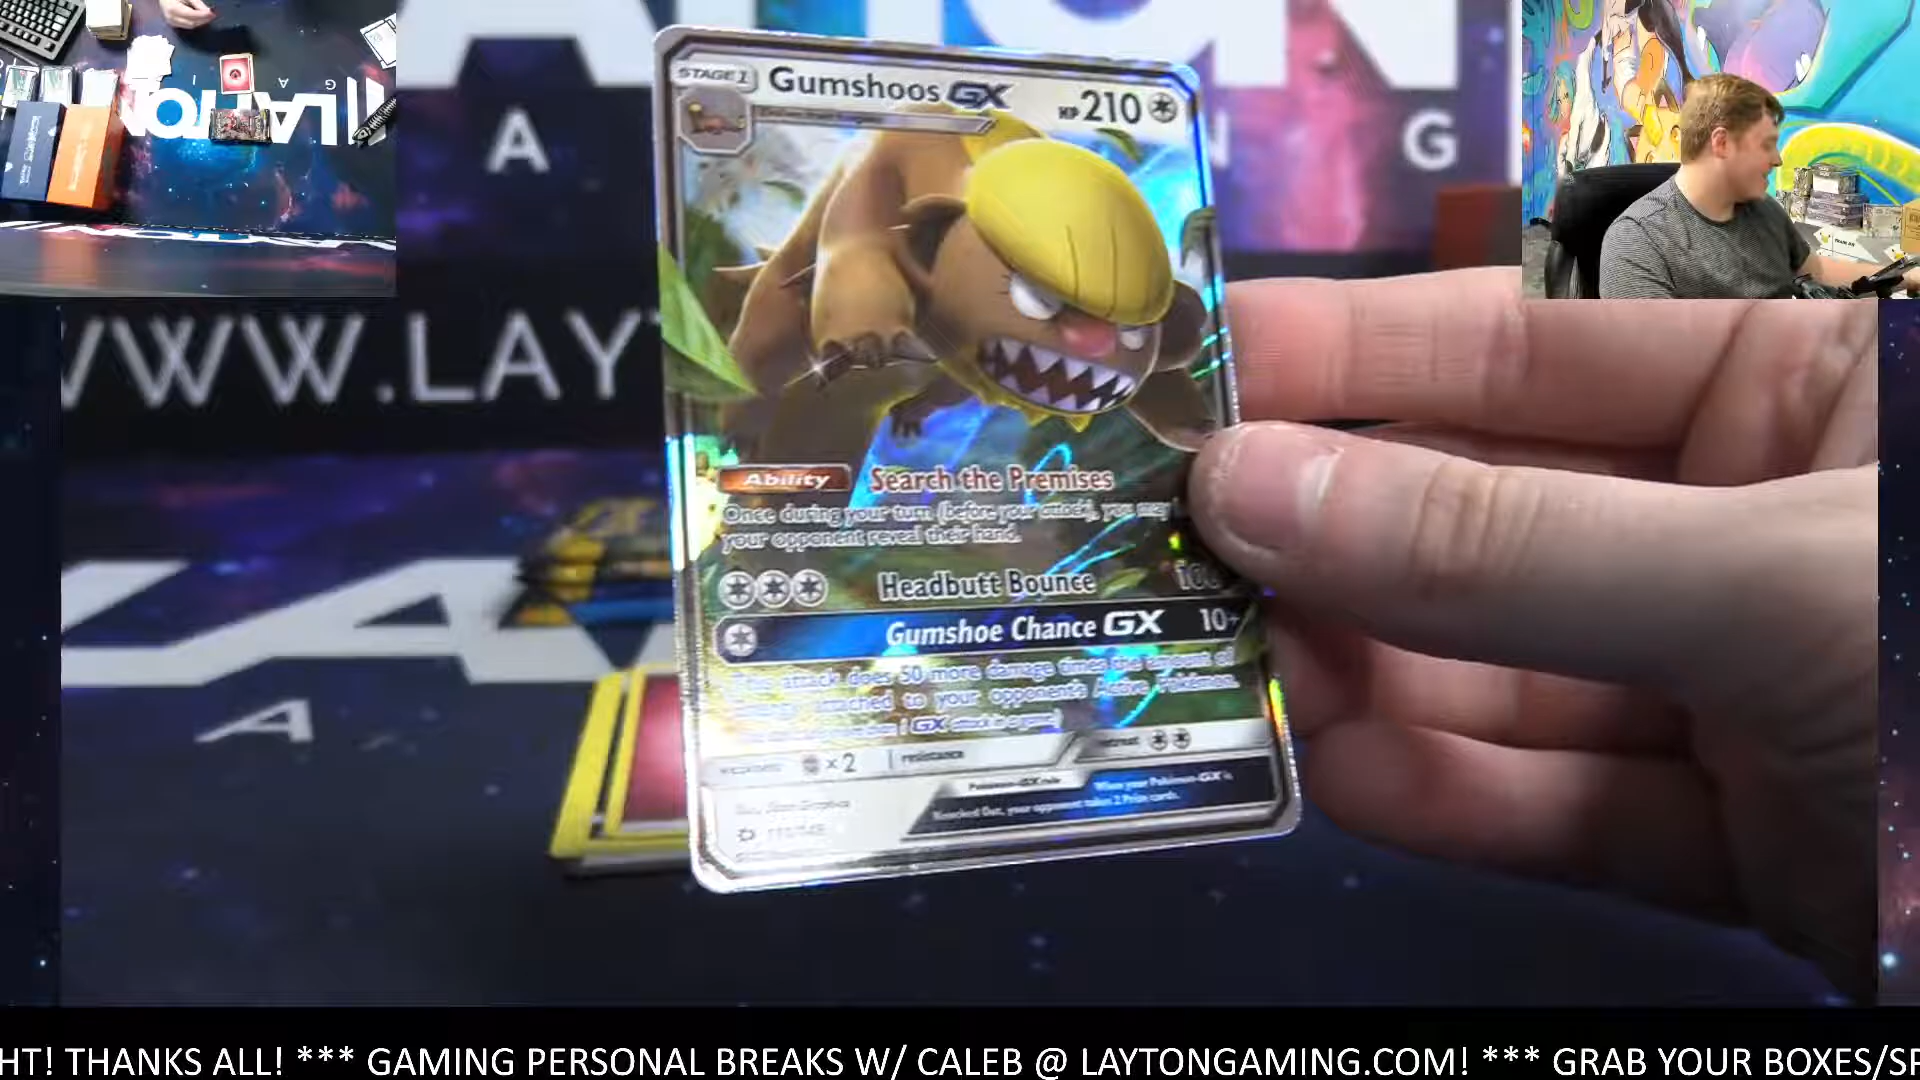 STAGE 1 Gumshoos GX HP 210
Ability Search the Premises
Once during your turn (before your attack), you may
your opponent reveal their hand.
Headbutt Bounce
Gumshoe Chance GX 10+
This attack does 50 more damage times the amount of
attached to your opponent's Active Pokémon.
GX attack in a game.)
×2 resistance retreat
Pokémon-GX rule When your Pokémon-GX is
Knocked Out, your opponent takes 2 Prize cards.
WWW.LAYT
A
G
A
HT! THANKS ALL! *** GAMING PERSONAL BREAKS W/ CALEB @ LAYTONGAMING.COM! *** GRAB YOUR BOXES/SP